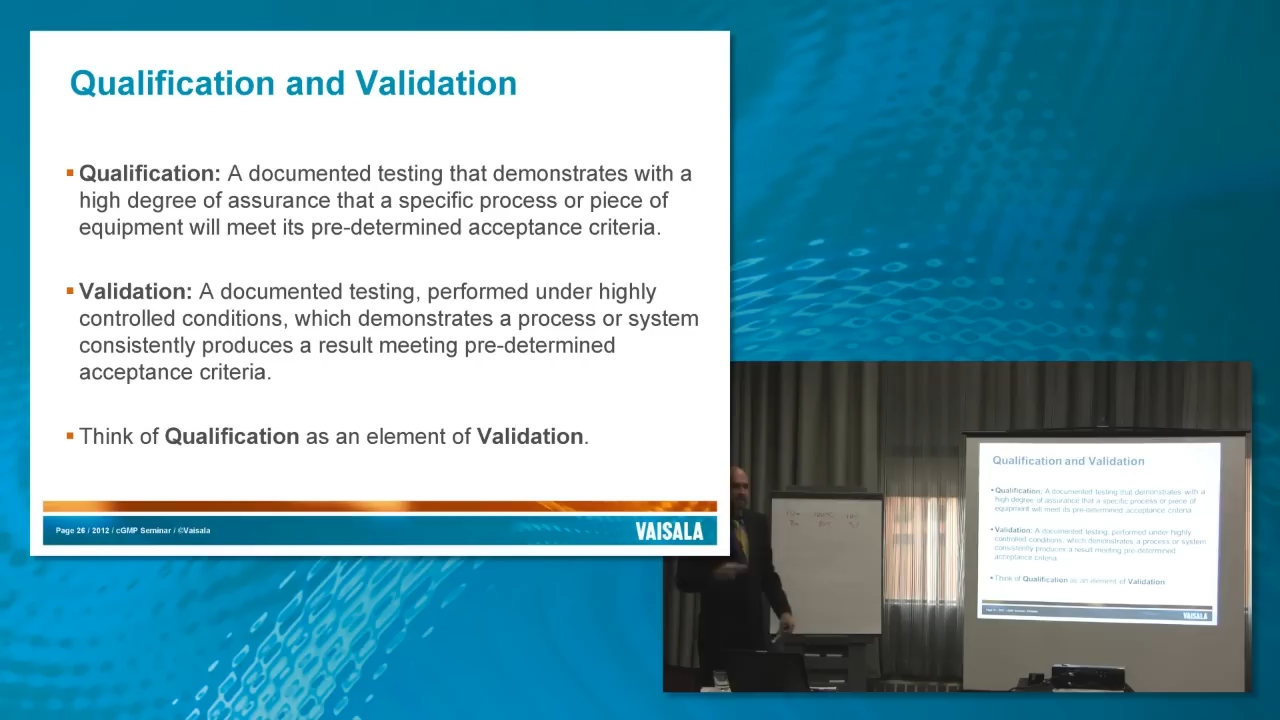 Qualification and Validation
Qualification: A documented testing that demonstrates with a
high degree of assurance that a specific process or piece of
equipment will meet its pre-determined acceptance criteria.
Validation: A documented testing, performed under highly
controlled conditions, which demonstrates a process or system
consistently produces a result meeting pre-determined
acceptance criteria.
Think of Qualification as an element of Validation.
Page 26 / 2012 / cGMP Seminar / ©Vaisala
VAISALA
Qualification and Validation
Qualification: A documented testing that demonstrates with a
high degree of assurance that a specific process or piece of
equipment will meet its pre-determined acceptance criteria.
Validation: A documented testing, performed under highly
controlled conditions, which demonstrates a process or system
consistently produces a result meeting pre-determined
acceptance criteria.
Think of Qualification as an element of Validation.
VAISALA